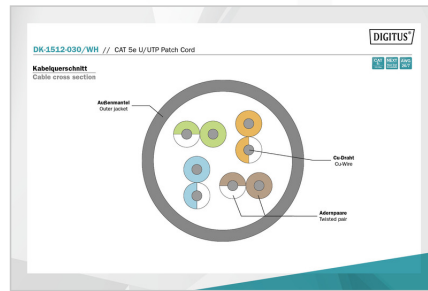 DIGITUS®
DK-1512-030/WH // CAT 5e U/UTP Patch Cord
Kabelquerschnitt
Cable cross section
Außenmantel
Outer jacket
Cu-Draht
Cu-Wire
Adernpaare
Twisted pair